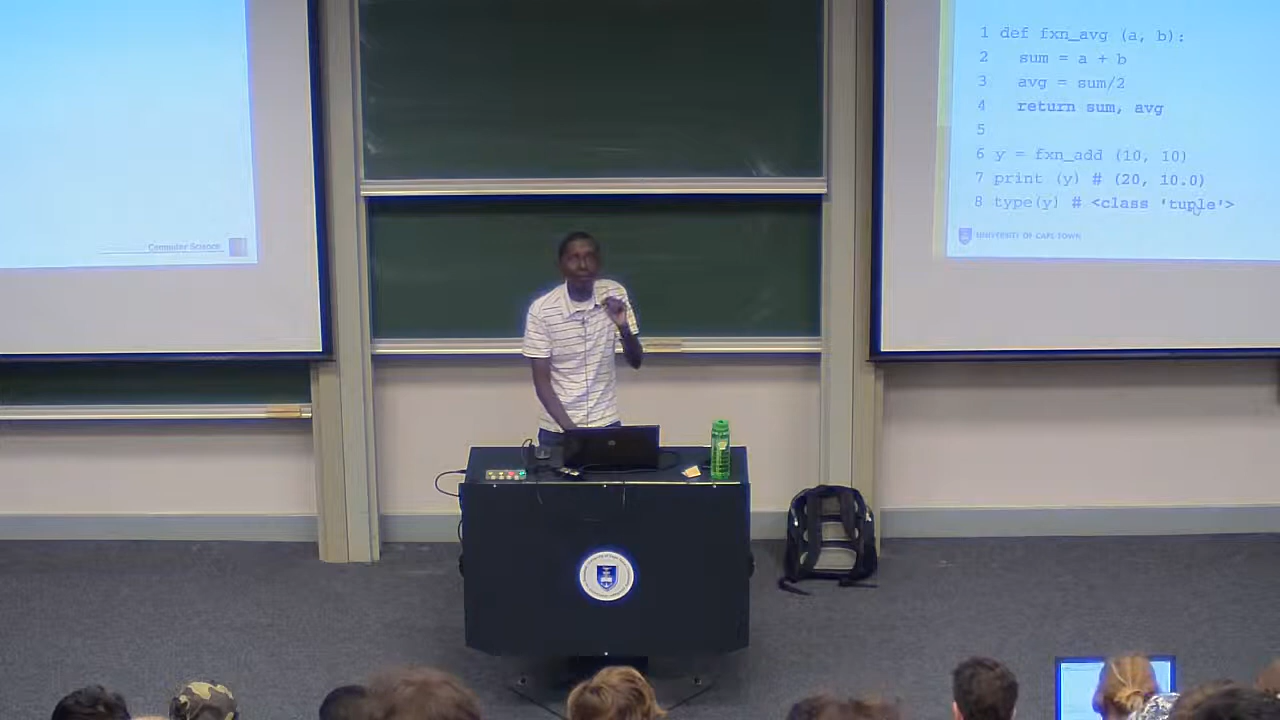 Computer Science
1 def fxn_avg (a, b):
2 sum = a + b
3 avg = sum/2
4 return sum, avg
5
6 y = fxn_add (10, 10)
7 print (y) # (20, 10.0)
8 type(y) # <class 'tuple'>
UNIVERSITY OF CAPE TOWN